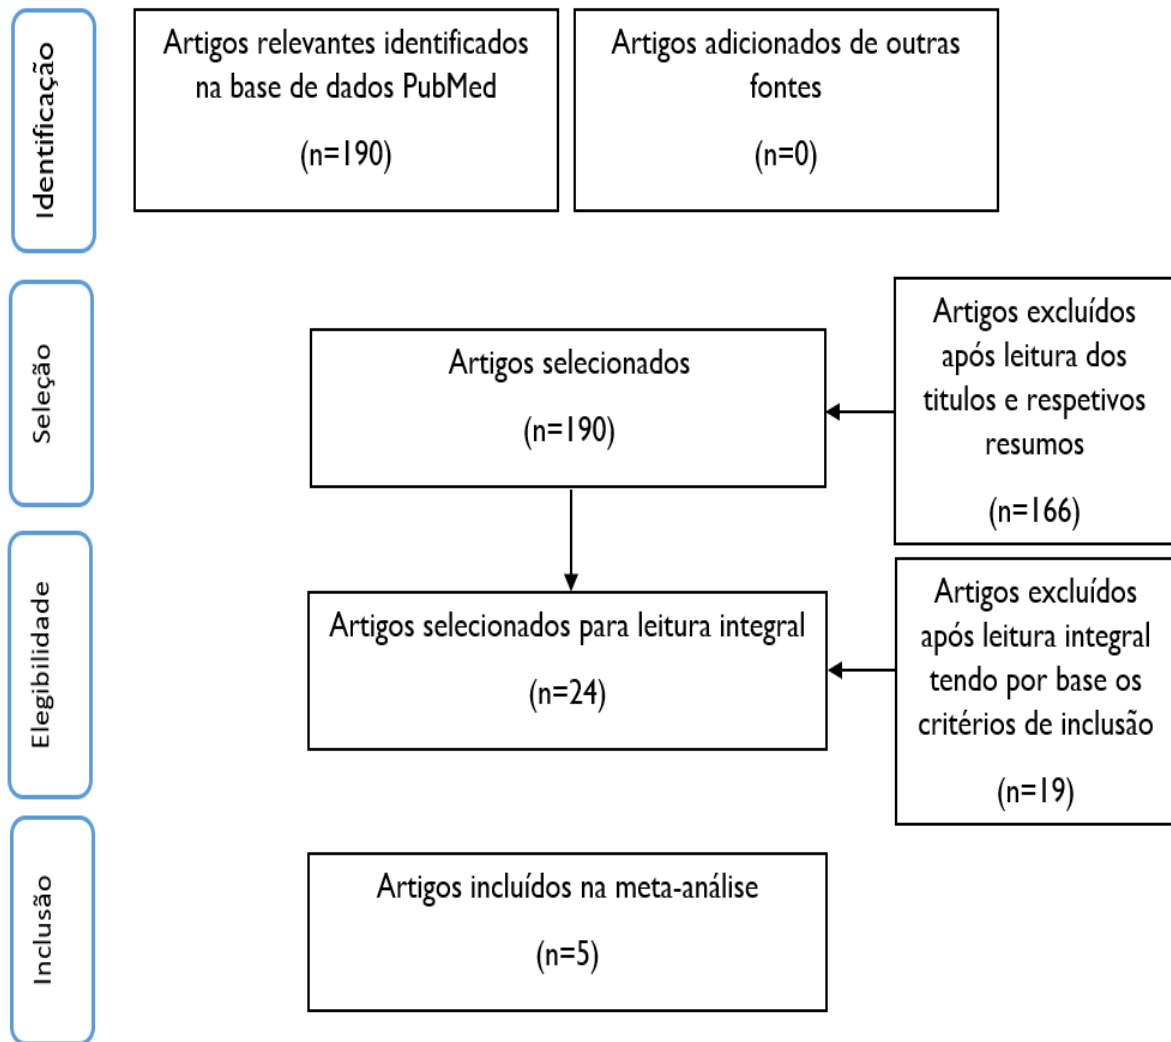 Identificação
Artigos relevantes identificados
na base de dados PubMed
(n=190)
Artigos adicionados de outras
fontes
(n=0)
Seleção
Artigos selecionados
(n=190)
Artigos excluídos
após leitura dos
titulos e respetivos
resumos
(n=166)
Elegibilidade
Artigos selecionados para leitura integral
(n=24)
Artigos excluídos
após leitura integral
tendo por base os
critérios de inclusão
(n=19)
Inclusão
Artigos incluídos na meta-análise
(n=5)